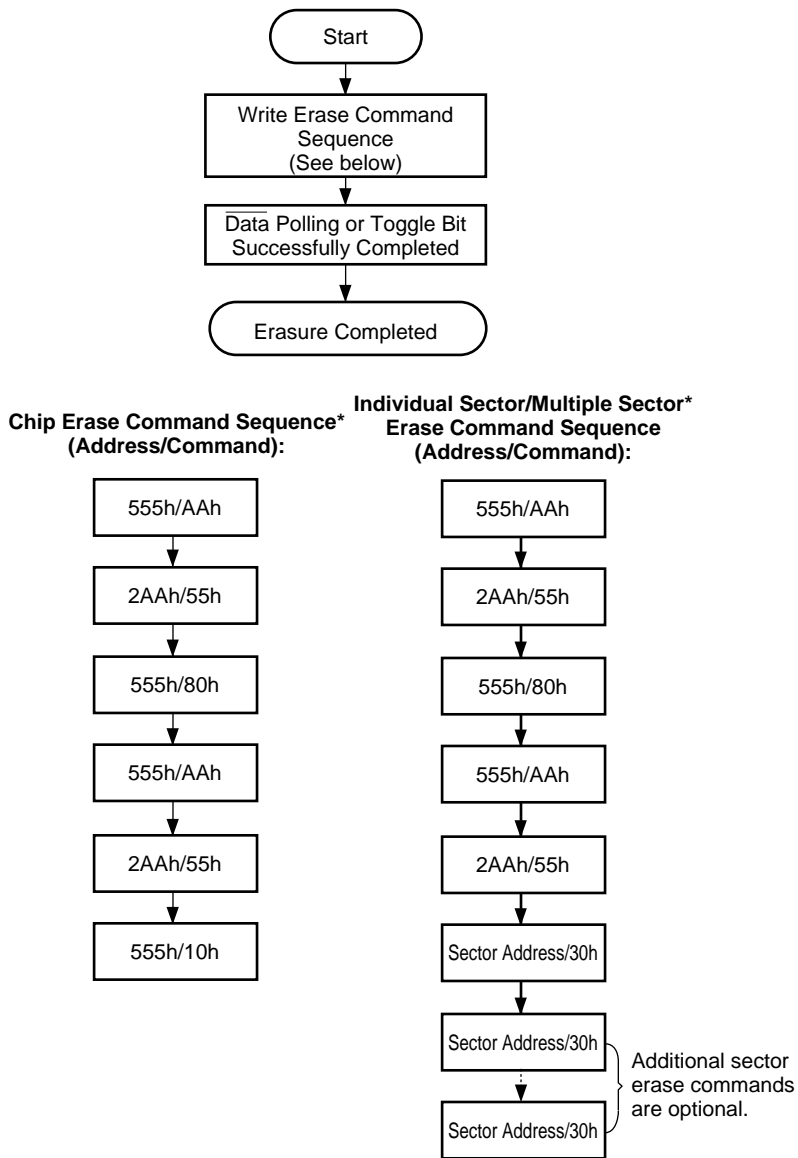 Start
Write Erase Command
Sequence
(See below)
Data Polling or Toggle Bit
Successfully Completed
Erasure Completed
Chip Erase Command Sequence*
(Address/Command):
555h/AAh
2AAh/55h
555h/80h
555h/AAh
2AAh/55h
555h/10h
Individual Sector/Multiple Sector*
Erase Command Sequence
(Address/Command):
555h/AAh
2AAh/55h
555h/80h
555h/AAh
2AAh/55h
Sector Address/30h
Sector Address/30h
Sector Address/30h
Additional sector
erase commands
are optional.